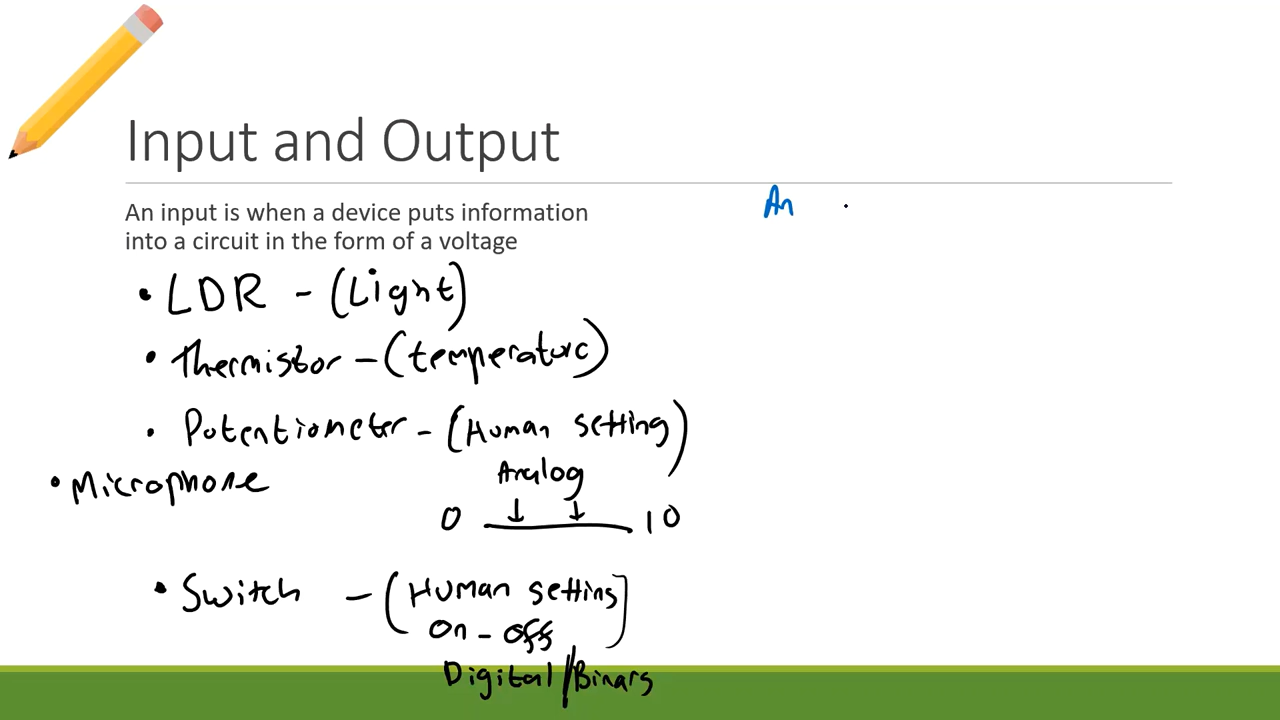 Input and Output
An input is when a device puts information
into a circuit in the form of a voltage
• LDR - (Light)
• Thermistor - (temperature)
• Potentiometer - (Human setting)
Analog
0 ↓ ↓ 10
• Microphone
• Switch - (Human setting)
On - off
Digital / Binary
An